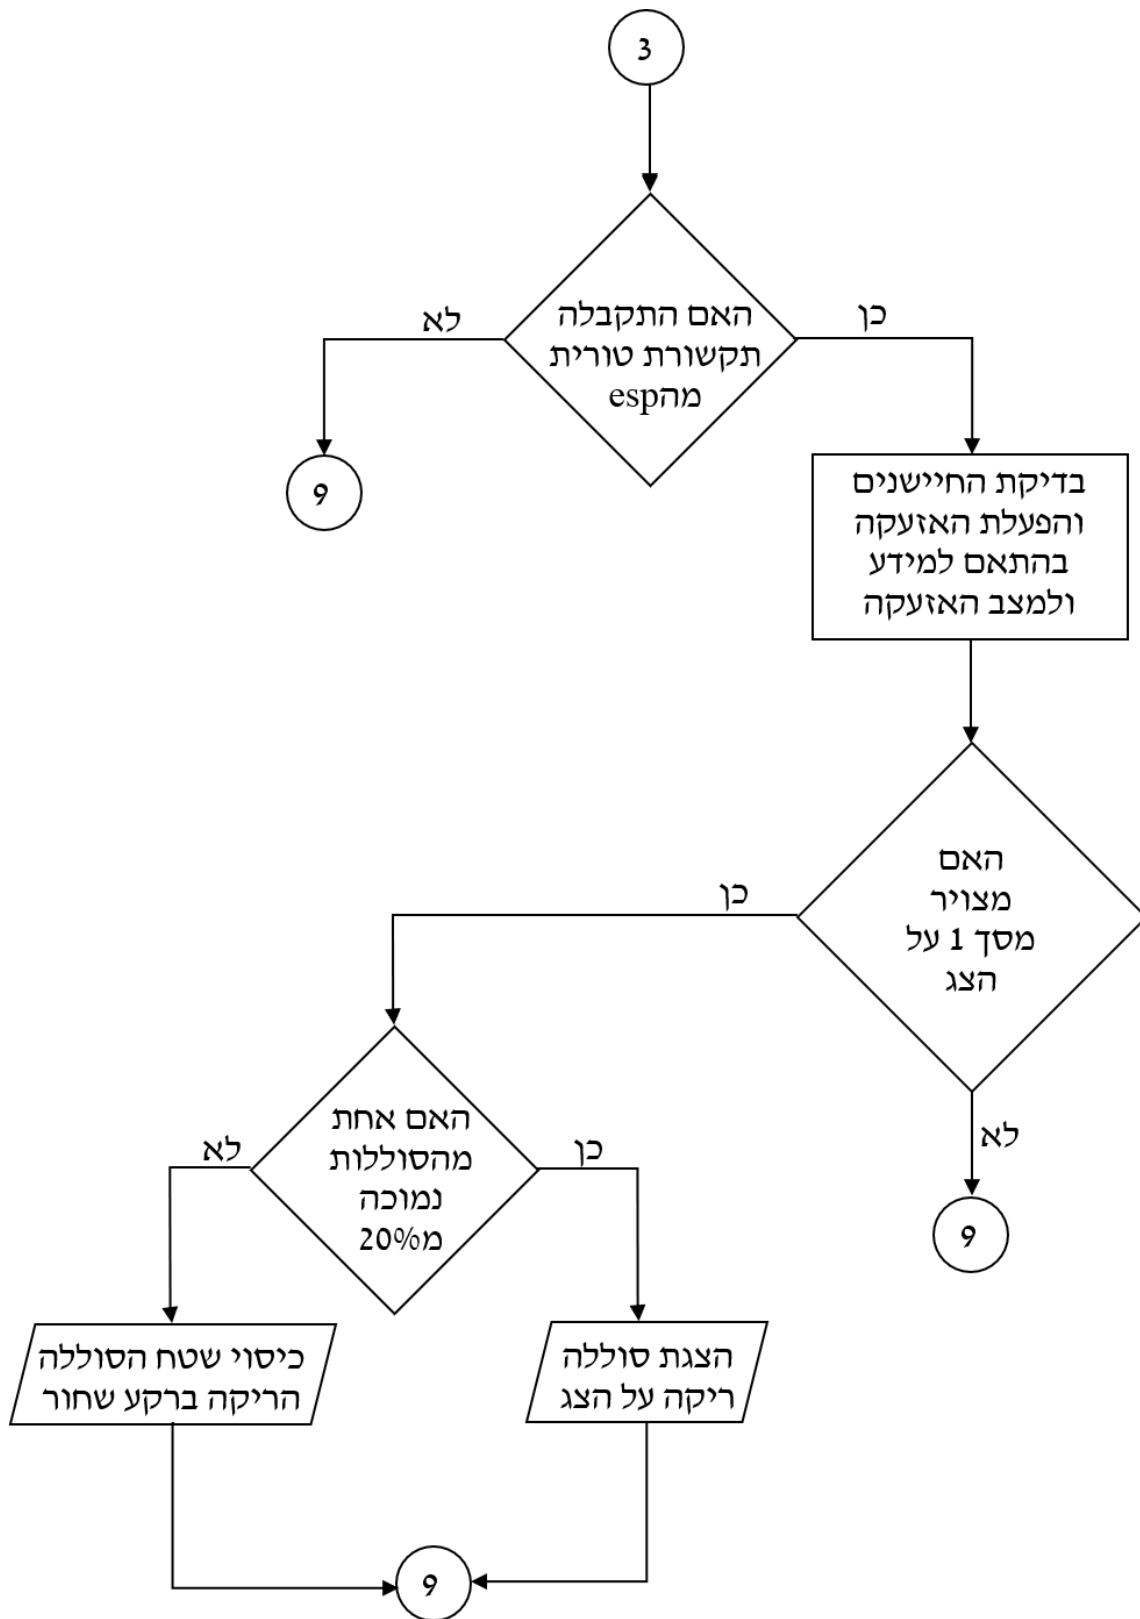 3
האם התקבלה
תקשורת טורית
מהesp
כן
לא
9
בדיקת החיישנים
והפעלת האזעקה
בהתאם למידע
ולמצב האזעקה
האם
מצויר
מסך 1 על
הצג
כן
לא
9
האם אחת
מהסוללות
נמוכה
מ20%
כן
לא
הצגת סוללה
ריקה על הצג
כיסוי שטח הסוללה
הריקה ברקע שחור
9